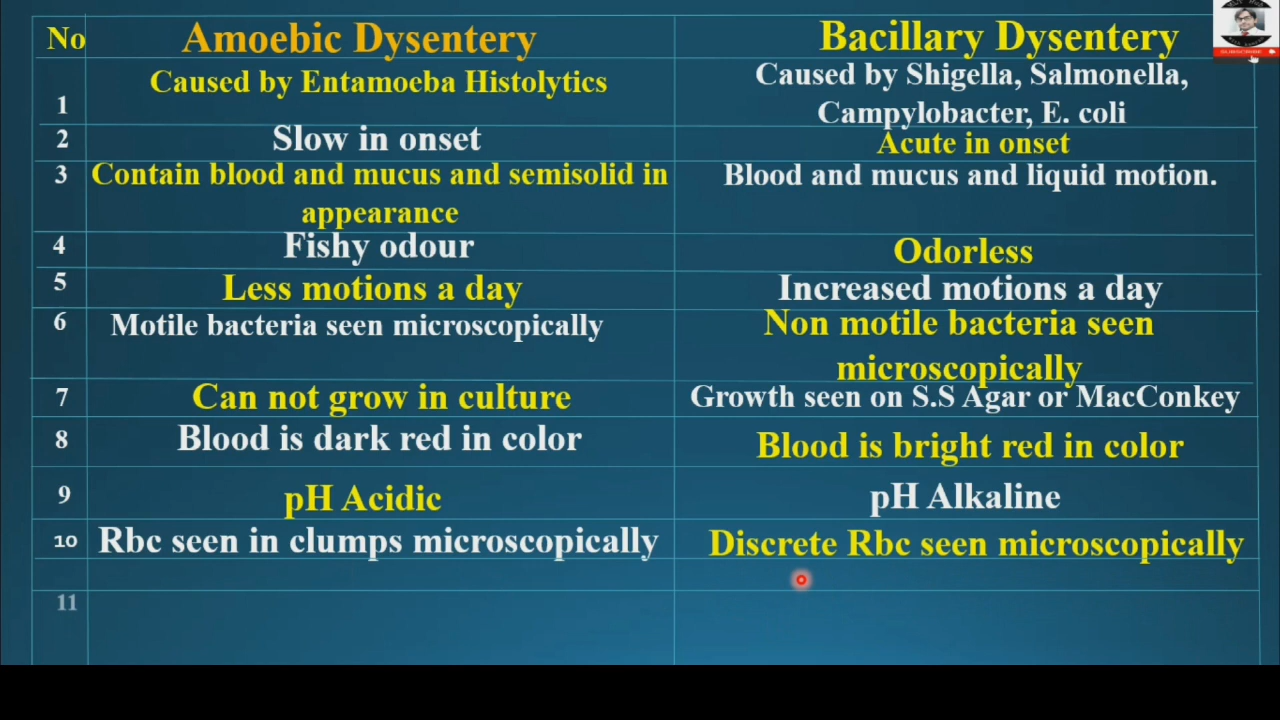 No Amoebic Dysentery Bacillary Dysentery
1 Caused by Entamoeba Histolytics Caused by Shigella, Salmonella,
Campylobacter, E. coli
2 Slow in onset Acute in onset
3 Contain blood and mucus and semisolid in Blood and mucus and liquid motion.
appearance
4 Fishy odour Odorless
5 Less motions a day Increased motions a day
6 Motile bacteria seen microscopically Non motile bacteria seen
microscopically
7 Can not grow in culture Growth seen on S.S Agar or MacConkey
8 Blood is dark red in color Blood is bright red in color
9 pH Acidic pH Alkaline
10 Rbc seen in clumps microscopically Discrete Rbc seen microscopically
11